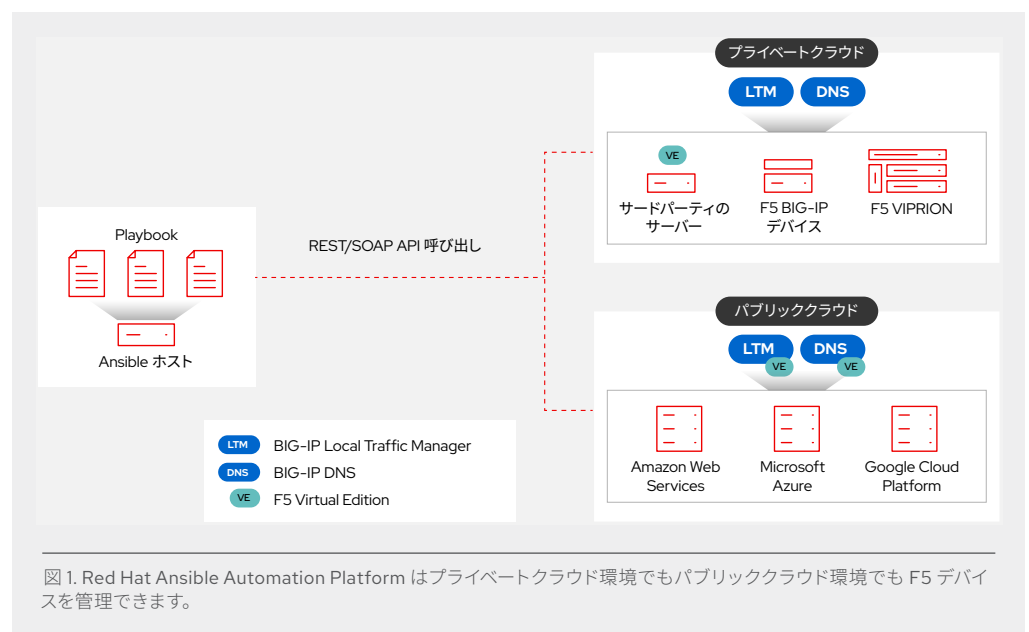 プライベートクラウド
LTM
DNS
VE
サードパーティの
サーバー
F5 BIG-IP
デバイス
F5 VIPRION
Playbook
Ansible ホスト
REST/SOAP API 呼び出し
パブリッククラウド
LTM
VE
DNS
VE
Amazon Web
Services
Microsoft
Azure
Google Cloud
Platform
LTM BIG-IP Local Traffic Manager
DNS BIG-IP DNS
VE F5 Virtual Edition
図 1. Red Hat Ansible Automation Platform はプライベートクラウド環境でもパブリッククラウド環境でも F5 デバイ
スを管理できます。